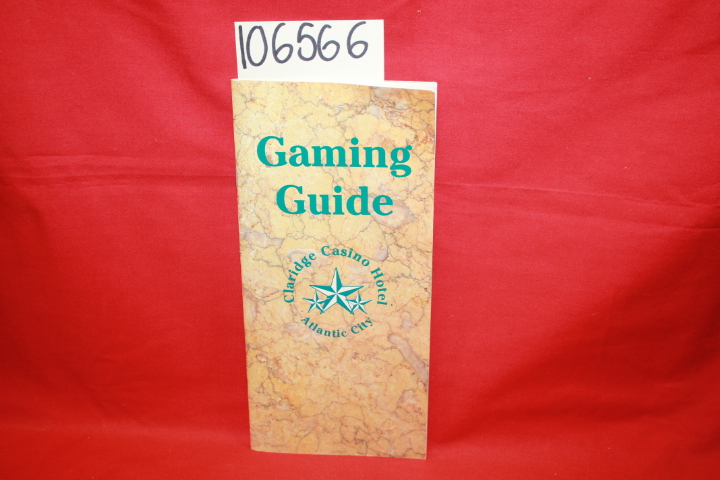 106566
Gaming
Guide
Claridge Casino Hotel
Atlantic City